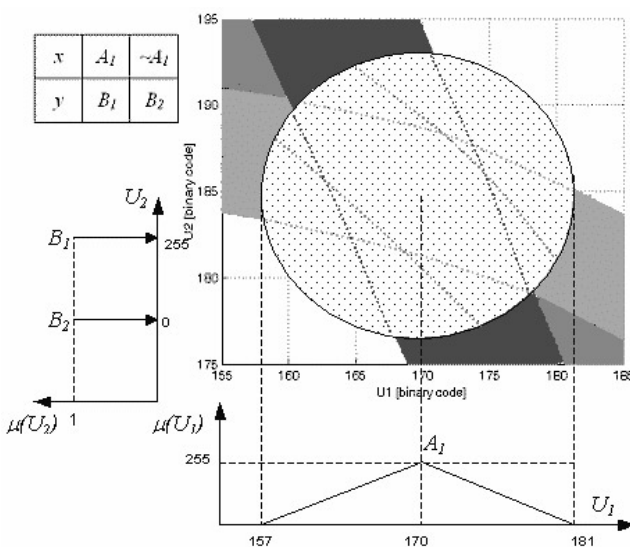 x A₁ ~A₁
y B₁ B₂
195
190
185
180
175
U2 [binary code]
155 160 165 170 175 180 185
U1 [binary code]
U₂
B₁ 255
B₂ 0
μ(U₂) 1
μ(U₁)
255
A₁
U₁
157 170 181